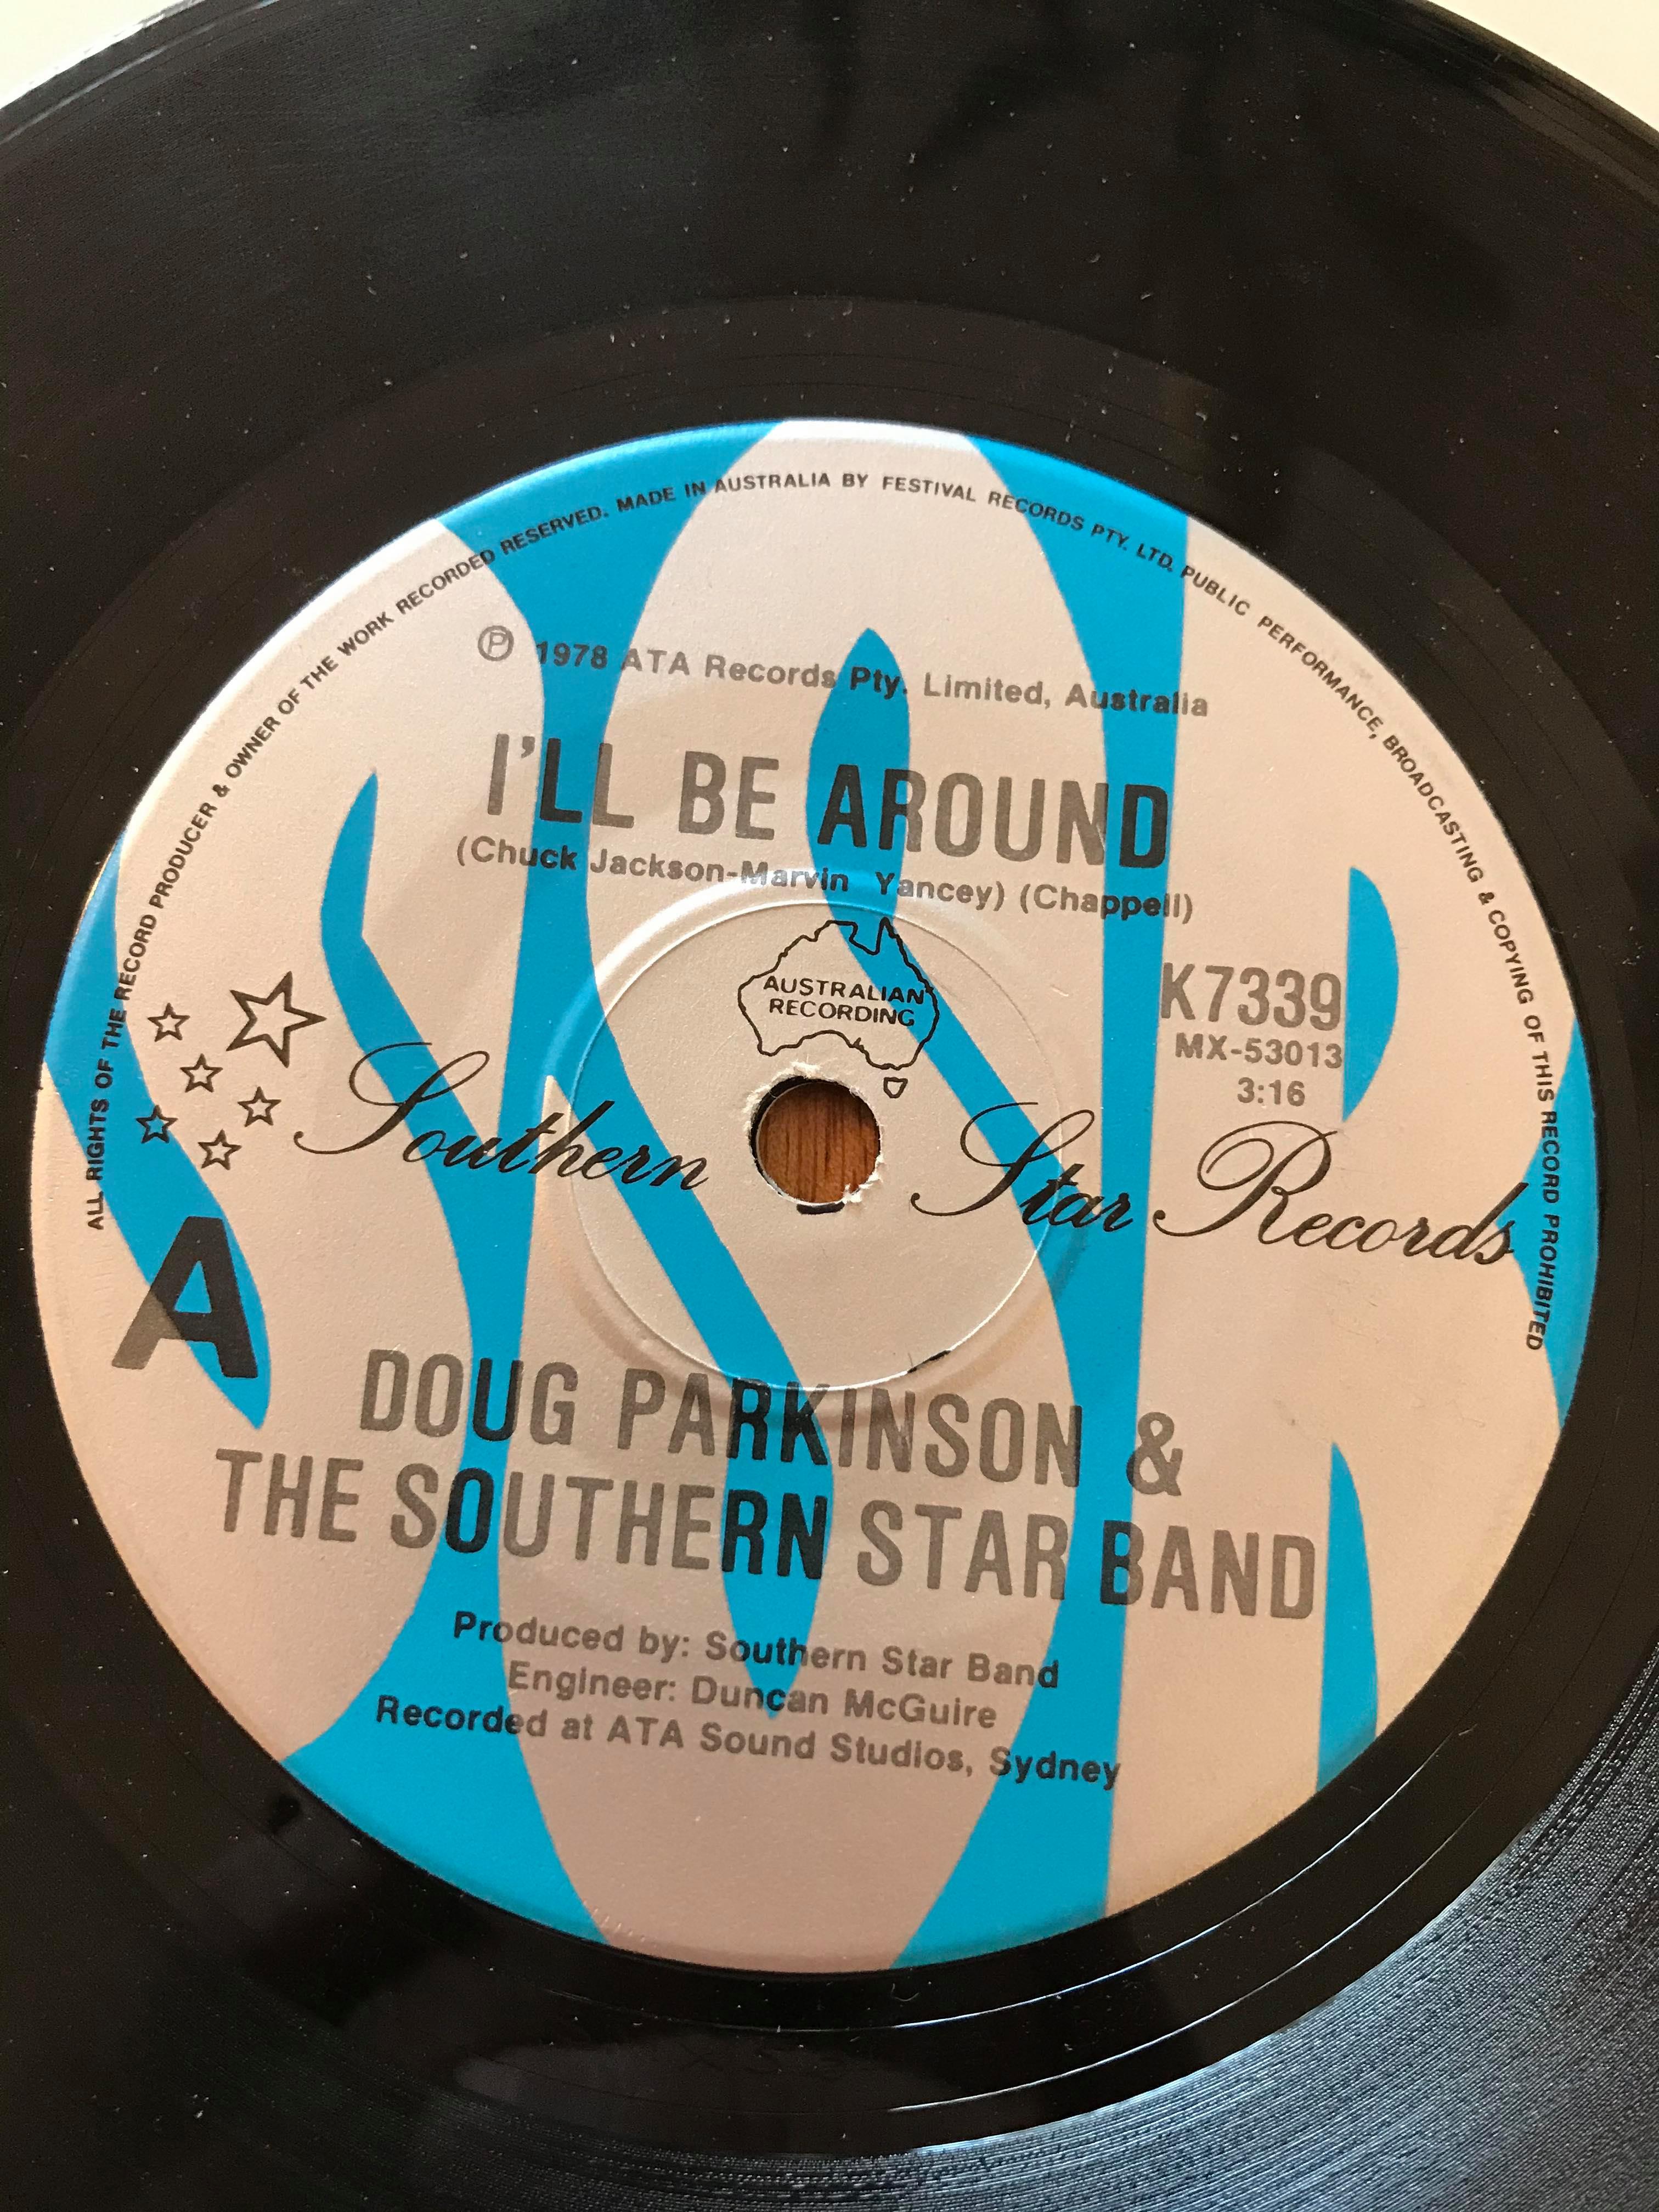 ALL RIGHTS OF THE RECORD PRODUCER & OWNER OF THE WORK RECORDED RESERVED. MADE IN AUSTRALIA BY FESTIVAL RECORDS PTY. LTD. PUBLIC PERFORMANCE, BROADCASTING & COPYING OF THIS RECORD PROHIBITED
Ⓟ 1978 ATA Records Pty. Limited, Australia
I'LL BE AROUND
(Chuck Jackson-Marvin Yancey) (Chappell)
AUSTRALIAN
RECORDING
K7339
MX-53013
3:16
Southern Star Records
A
DOUG PARKINSON &
THE SOUTHERN STAR BAND
Produced by: Southern Star Band
Engineer: Duncan McGuire
Recorded at ATA Sound Studios, Sydney